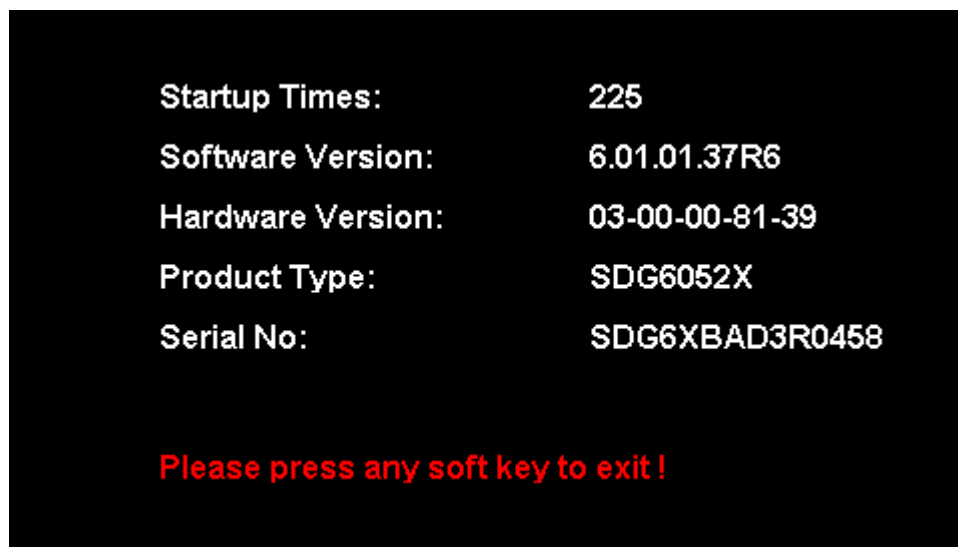 Startup Times: 225
Software Version: 6.01.01.37R6
Hardware Version: 03-00-00-81-39
Product Type: SDG6052X
Serial No: SDG6XBAD3R0458
Please press any soft key to exit !